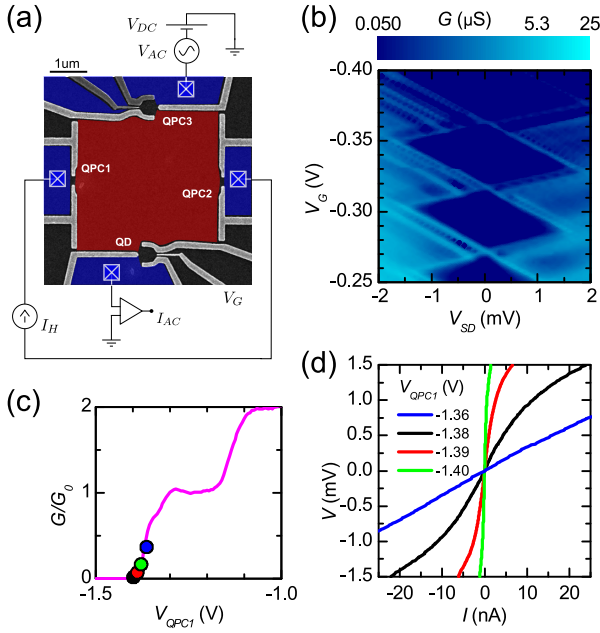 (a)
V_DC
V_AC
1um
QPC3
QPC1
QPC2
QD
V_G
I_H
I_AC
(b)
G (µS)
0.050 5.3 25
-0.40
-0.35
-0.30
-0.25
V_G (V)
-2 -1 0 1 2
V_SD (mV)
(c)
2
1
0
G/G_0
-1.5 -1.2 -1.0
V_QPC1 (V)
(d)
1.5
1.0
0.5
0.0
-0.5
-1.0
-1.5
V (mV)
V_QPC1 (V)
-1.36
-1.38
-1.39
-1.40
-20 -10 0 10 20
I (nA)